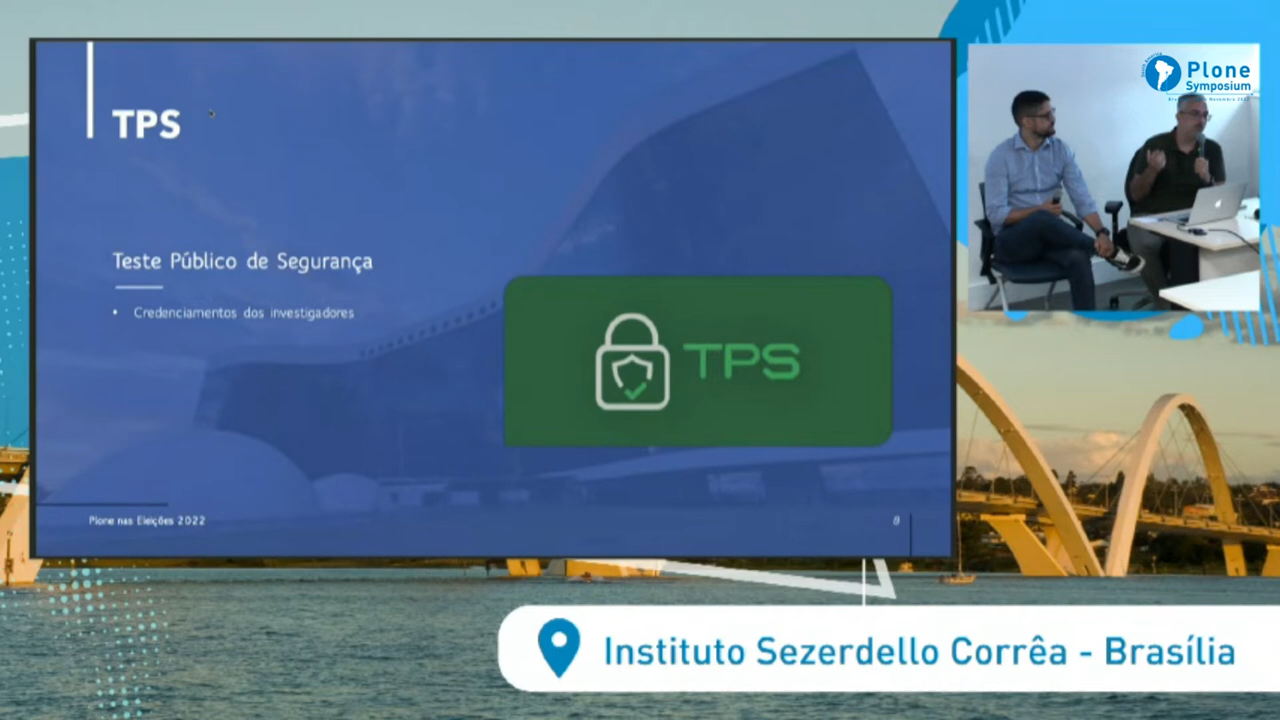 TPS
Teste Público de Segurança
• Credenciamentos dos investigadores
TPS
Plone nas Eleições 2022
Plone
Symposium
Instituto Sezerdello Corrêa - Brasília